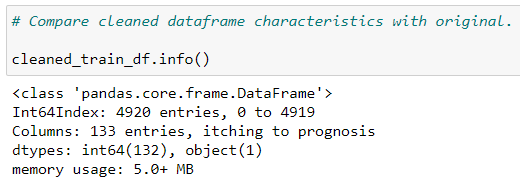 # Compare cleaned dataframe characteristics with original.
cleaned_train_df.info()
<class 'pandas.core.frame.DataFrame'>
Int64Index: 4920 entries, 0 to 4919
Columns: 133 entries, itching to prognosis
dtypes: int64(132), object(1)
memory usage: 5.0+ MB